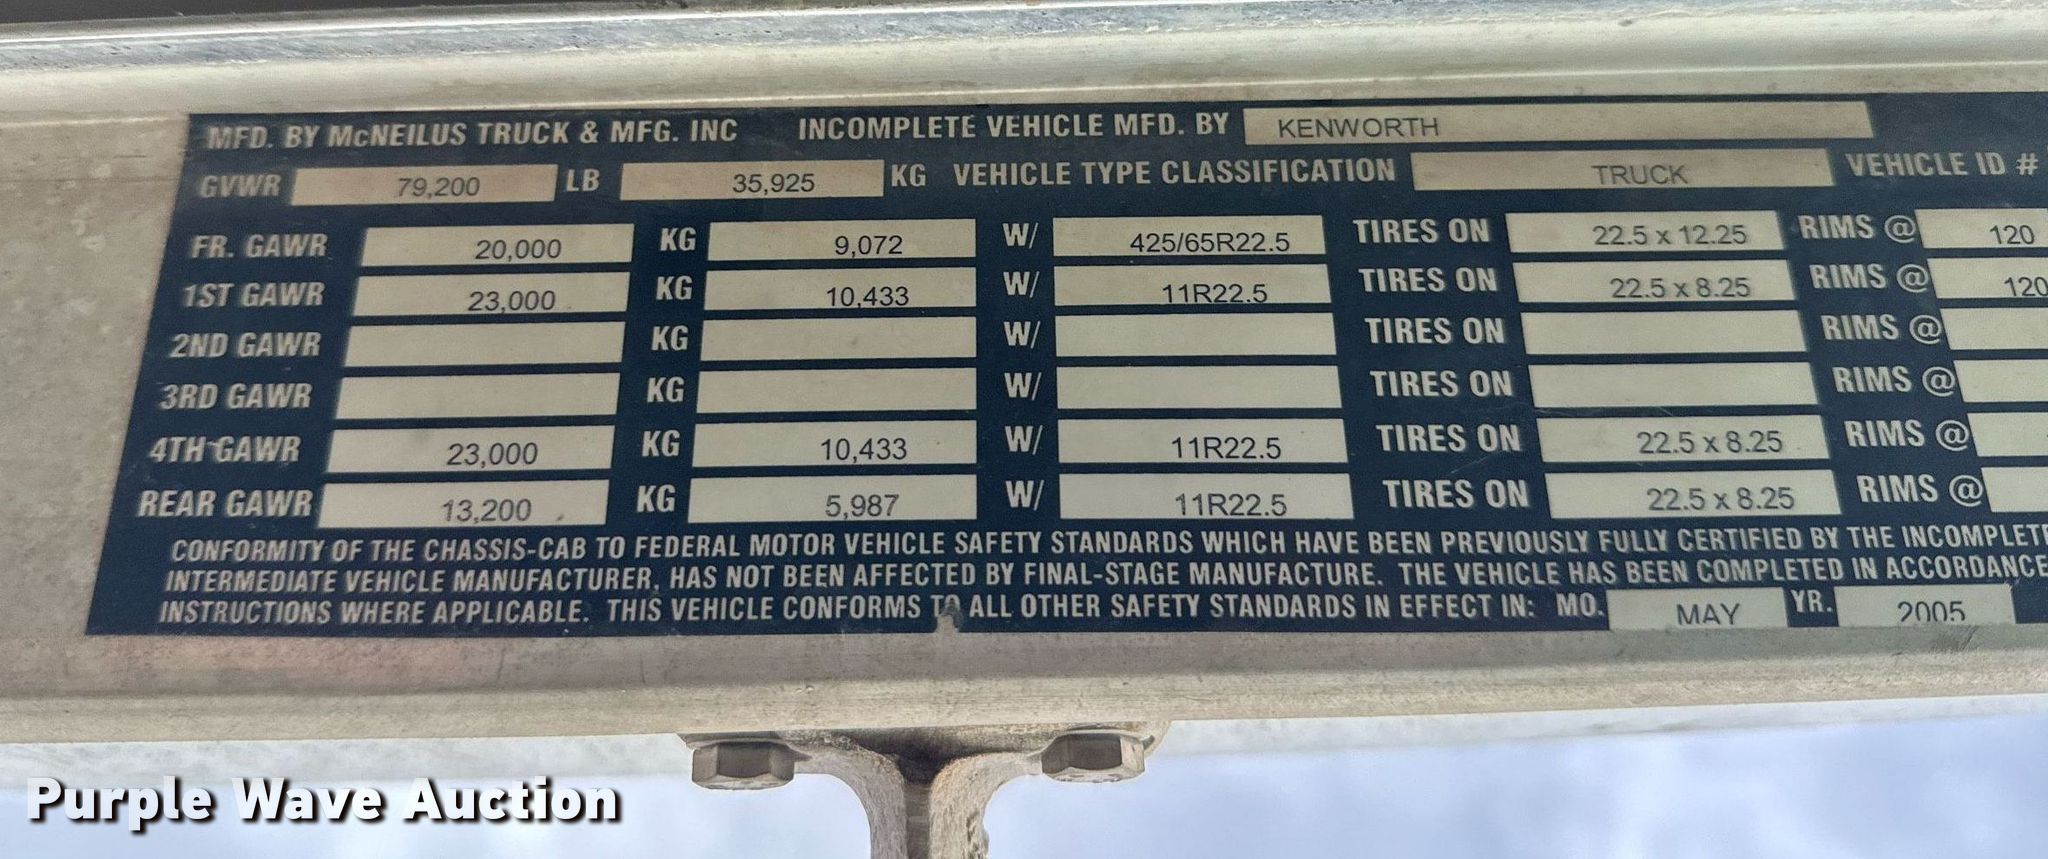 MFD. BY McNEILUS TRUCK & MFG. INC INCOMPLETE VEHICLE MFD. BY KENWORTH
GVWR 79,200 LB 35,925 KG VEHICLE TYPE CLASSIFICATION TRUCK VEHICLE ID #
FR. GAWR 20,000 KG 9,072 W/ 425/65R22.5 TIRES ON 22.5 x 12.25 RIMS @ 120
1ST GAWR 23,000 KG 10,433 W/ 11R22.5 TIRES ON 22.5 x 8.25 RIMS @ 120
2ND GAWR KG W/ TIRES ON RIMS @
3RD GAWR KG W/ TIRES ON RIMS @
4TH GAWR 23,000 KG 10,433 W/ 11R22.5 TIRES ON 22.5 x 8.25 RIMS @
REAR GAWR 13,200 KG 5,987 W/ 11R22.5 TIRES ON 22.5 x 8.25 RIMS @
CONFORMITY OF THE CHASSIS-CAB TO FEDERAL MOTOR VEHICLE SAFETY STANDARDS WHICH HAVE BEEN PREVIOUSLY FULLY CERTIFIED BY THE INCOMPLETE
INTERMEDIATE VEHICLE MANUFACTURER, HAS NOT BEEN AFFECTED BY FINAL-STAGE MANUFACTURE. THE VEHICLE HAS BEEN COMPLETED IN ACCORDANCE
INSTRUCTIONS WHERE APPLICABLE. THIS VEHICLE CONFORMS TO ALL OTHER SAFETY STANDARDS IN EFFECT IN: MO. MAY YR. 2005
Purple Wave Auction